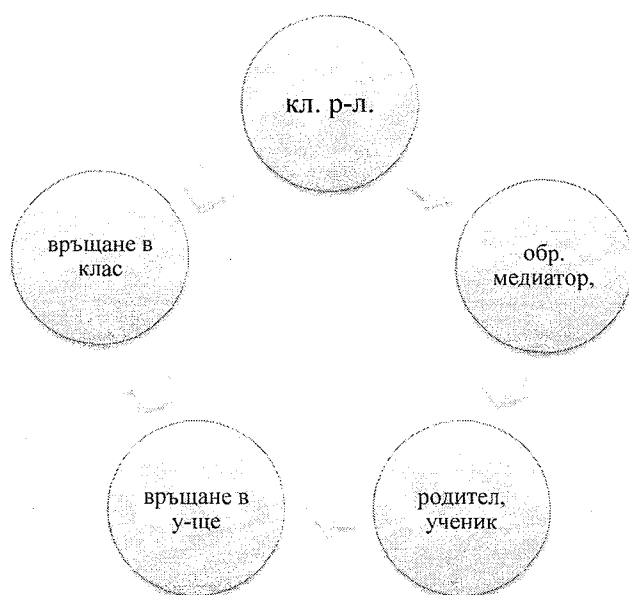 кл. р-л.
обр.
медиатор,
родител,
ученик
връщане в
у-ще
връщане в
клас